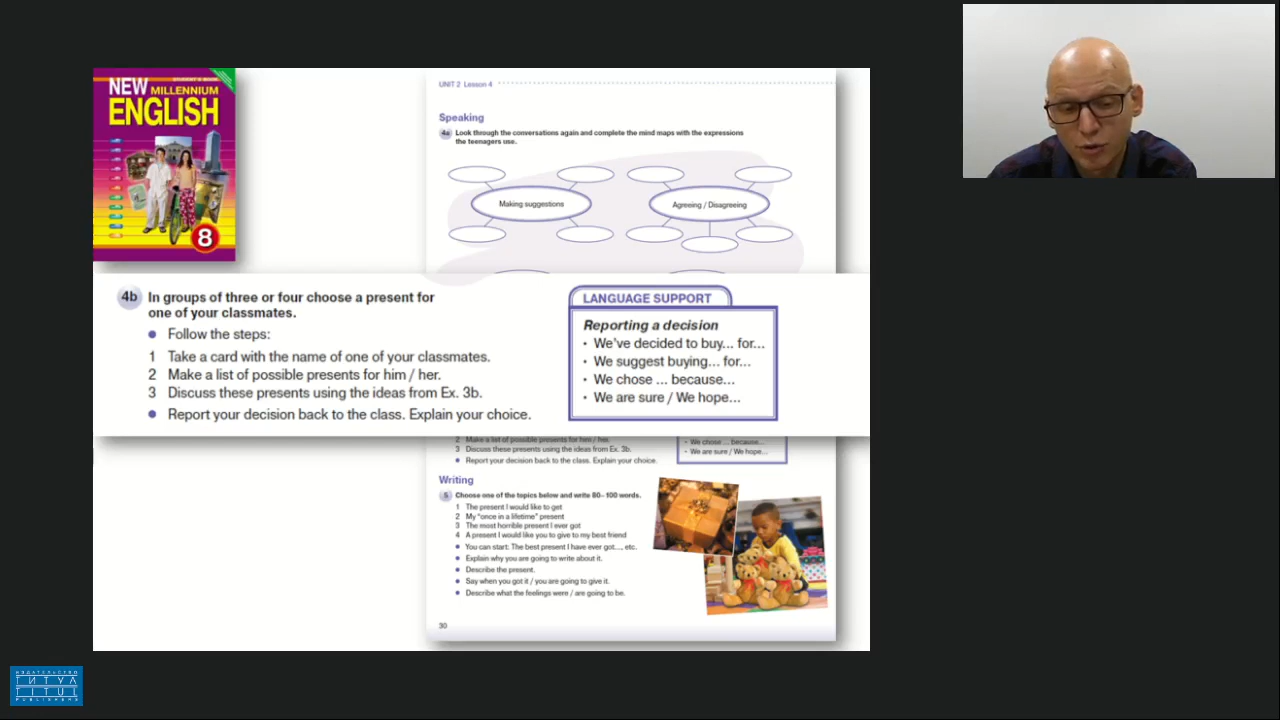 NEW
STUDENT'S BOOK
MILLENNIUM
ENGLISH
8
UNIT 2 Lesson 4
Speaking
4a Look through the conversations again and complete the mind maps with the expressions
the teenagers use.
Making suggestions
Agreeing / Disagreeing
4b In groups of three or four choose a present for
one of your classmates.
• Follow the steps:
1 Take a card with the name of one of your classmates.
2 Make a list of possible presents for him / her.
3 Discuss these presents using the ideas from Ex. 3b.
• Report your decision back to the class. Explain your choice.
LANGUAGE SUPPORT
Reporting a decision
• We've decided to buy... for...
• We suggest buying... for...
• We chose ... because...
• We are sure / We hope...
2 Make a list of possible presents for him / her.
3 Discuss these presents using the ideas from Ex. 3b.
• Report your decision back to the class. Explain your choice.
• We chose ... because...
• We are sure / We hope...
Writing
5 Choose one of the topics below and write 80–100 words.
1 The present I would like to get
2 My "once in a lifetime" present
3 The most horrible present I ever got
4 A present I would like you to give to my best friend
• You can start: The best present I have ever got..., etc.
• Explain why you are going to write about it.
• Describe the present.
• Say when you got it / you are going to give it.
• Describe what the feelings were / are going to be.
30
ИЗДАТЕЛЬСТВО
ТИТУЛ
TITUL
PUBLISHERS